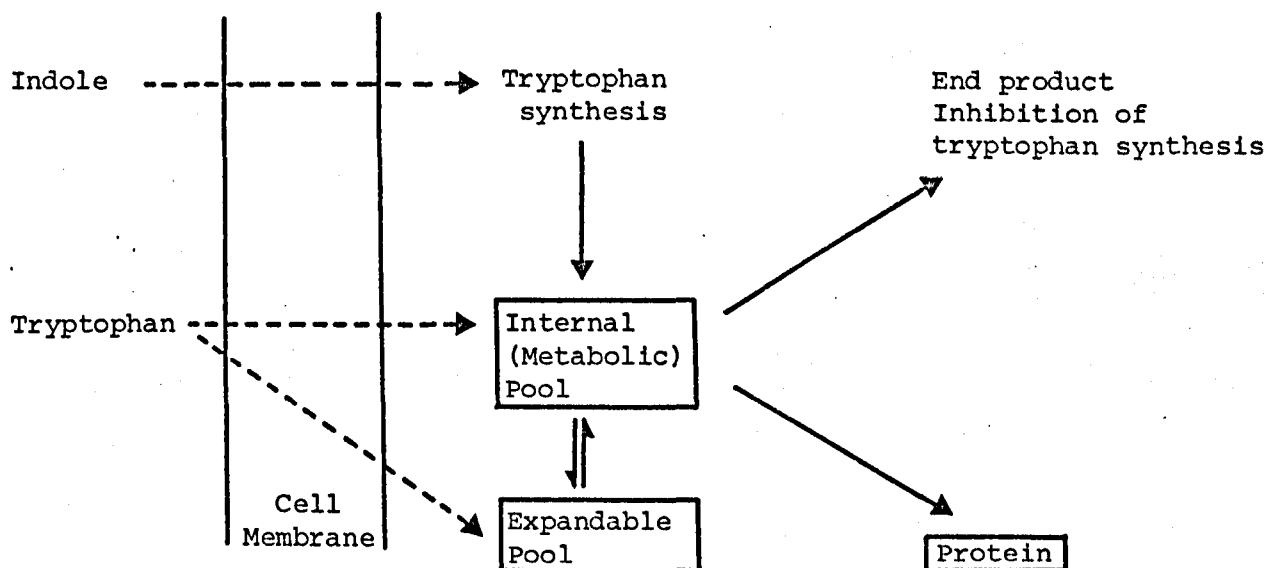 Indole
Tryptophan
synthesis
End product
Inhibition of
tryptophan synthesis
Tryptophan
Internal
(Metabolic)
Pool
Cell
Membrane
Expandable
Pool
Protein